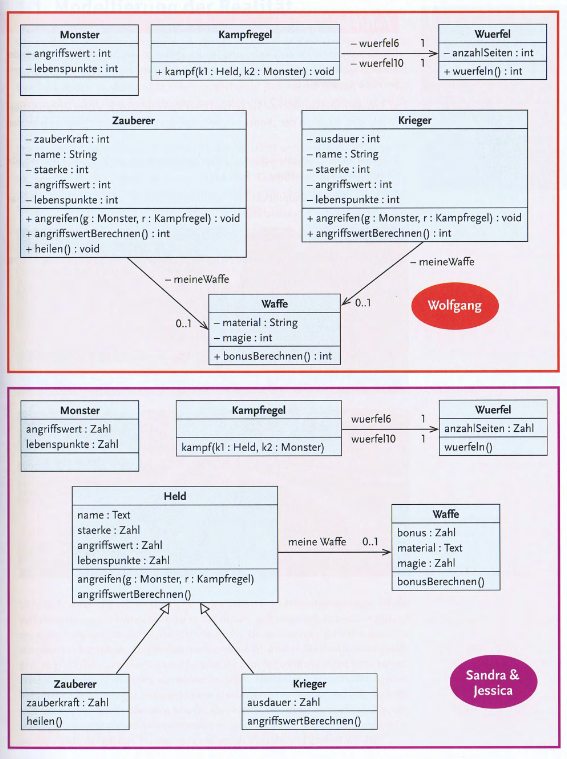 Monster
– angriffswert : int
– lebenspunkte : int
Kampfregel
+ kampf(k1 : Held, k2 : Monster) : void
– wuerfel6 1
– wuerfel10 1
Wuerfel
– anzahlSeiten : int
+ wuerfeln() : int
Zauberer
– zauberKraft : int
– name : String
– staerke : int
– angriffswert : int
– lebenspunkte : int
+ angreifen(g : Monster, r : Kampfregel) : void
+ angriffswertBerechnen() : int
+ heilen() : void
Krieger
– ausdauer : int
– name : String
– staerke : int
– angriffswert : int
– lebenspunkte : int
+ angreifen(g : Monster, r : Kampfregel) : void
+ angriffswertBerechnen() : int
– meineWaffe
– meineWaffe
0..1
0..1
Waffe
– material : String
– magie : int
+ bonusBerechnen() : int
Wolfgang
Monster
angriffswert : Zahl
lebenspunkte : Zahl
Kampfregel
kampf(k1 : Held, k2 : Monster)
wuerfel6 1
wuerfel10 1
Wuerfel
anzahlSeiten : Zahl
wuerfeln()
Held
name : Text
staerke : Zahl
angriffswert : Zahl
lebenspunkte : Zahl
angreifen(g : Monster, r : Kampfregel)
angriffswertBerechnen()
meine Waffe 0..1
Waffe
bonus : Zahl
material : Text
magie : Zahl
bonusBerechnen()
Zauberer
zauberkraft : Zahl
heilen()
Krieger
ausdauer : Zahl
angriffswertBerechnen()
Sandra &
Jessica